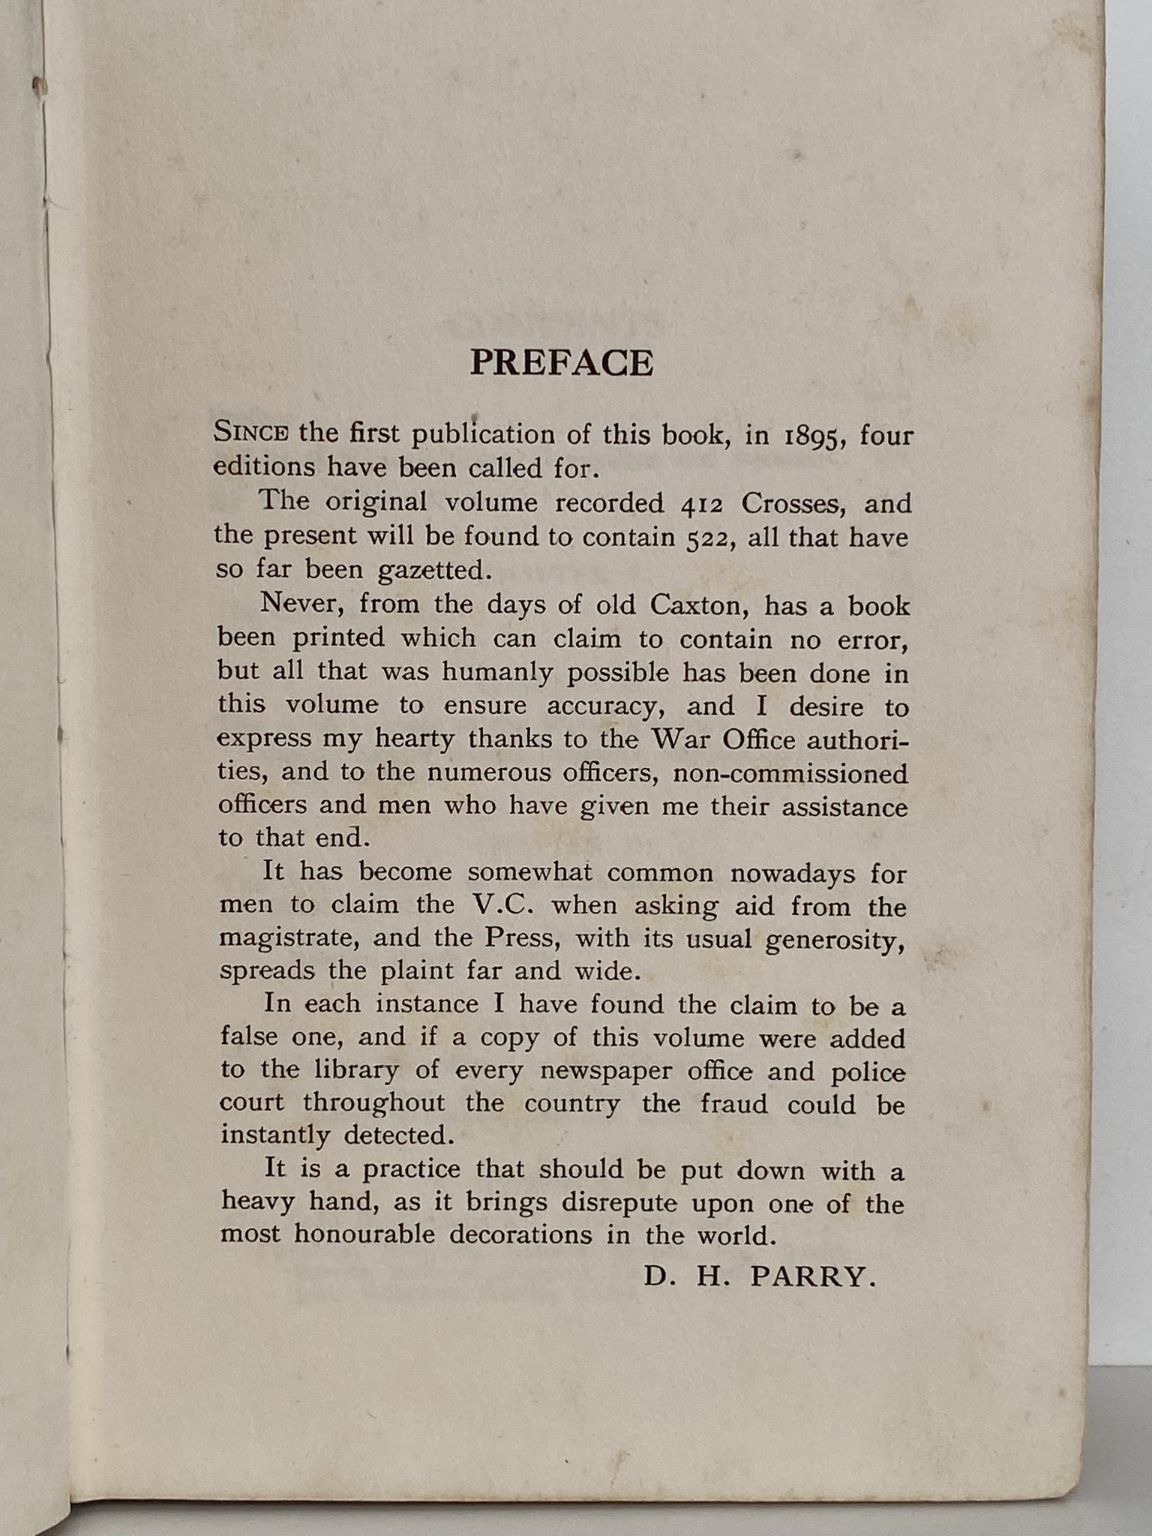 PREFACE
SINCE the first publication of this book, in 1895, four
editions have been called for.
The original volume recorded 412 Crosses, and
the present will be found to contain 522, all that have
so far been gazetted.
Never, from the days of old Caxton, has a book
been printed which can claim to contain no error,
but all that was humanly possible has been done in
this volume to ensure accuracy, and I desire to
express my hearty thanks to the War Office authori-
ties, and to the numerous officers, non-commissioned
officers and men who have given me their assistance
to that end.
It has become somewhat common nowadays for
men to claim the V.C. when asking aid from the
magistrate, and the Press, with its usual generosity,
spreads the plaint far and wide.
In each instance I have found the claim to be a
false one, and if a copy of this volume were added
to the library of every newspaper office and police
court throughout the country the fraud could be
instantly detected.
It is a practice that should be put down with a
heavy hand, as it brings disrepute upon one of the
most honourable decorations in the world.
D. H. PARRY.